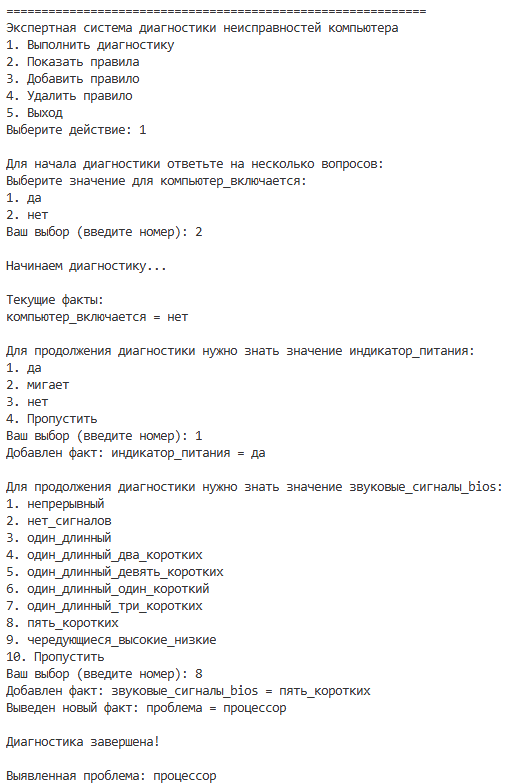 ============================================================
Экспертная система диагностики неисправностей компьютера
1. Выполнить диагностику
2. Показать правила
3. Добавить правило
4. Удалить правило
5. Выход
Выберите действие: 1
Для начала диагностики ответьте на несколько вопросов:
Выберите значение для компьютер_включается:
1. да
2. нет
Ваш выбор (введите номер): 2
Начинаем диагностику...
Текущие факты:
компьютер_включается = нет
Для продолжения диагностики нужно знать значение индикатор_питания:
1. да
2. мигает
3. нет
4. Пропустить
Ваш выбор (введите номер): 1
Добавлен факт: индикатор_питания = да
Для продолжения диагностики нужно знать значение звуковые_сигналы_bios:
1. непрерывный
2. нет_сигналов
3. один_длинный
4. один_длинный_два_коротких
5. один_длинный_девять_коротких
6. один_длинный_один_короткий
7. один_длинный_три_коротких
8. пять_коротких
9. чередующиеся_высокие_низкие
10. Пропустить
Ваш выбор (введите номер): 8
Добавлен факт: звуковые_сигналы_bios = пять_коротких
Выведен новый факт: проблема = процессор
Диагностика завершена!
Выявленная проблема: процессор